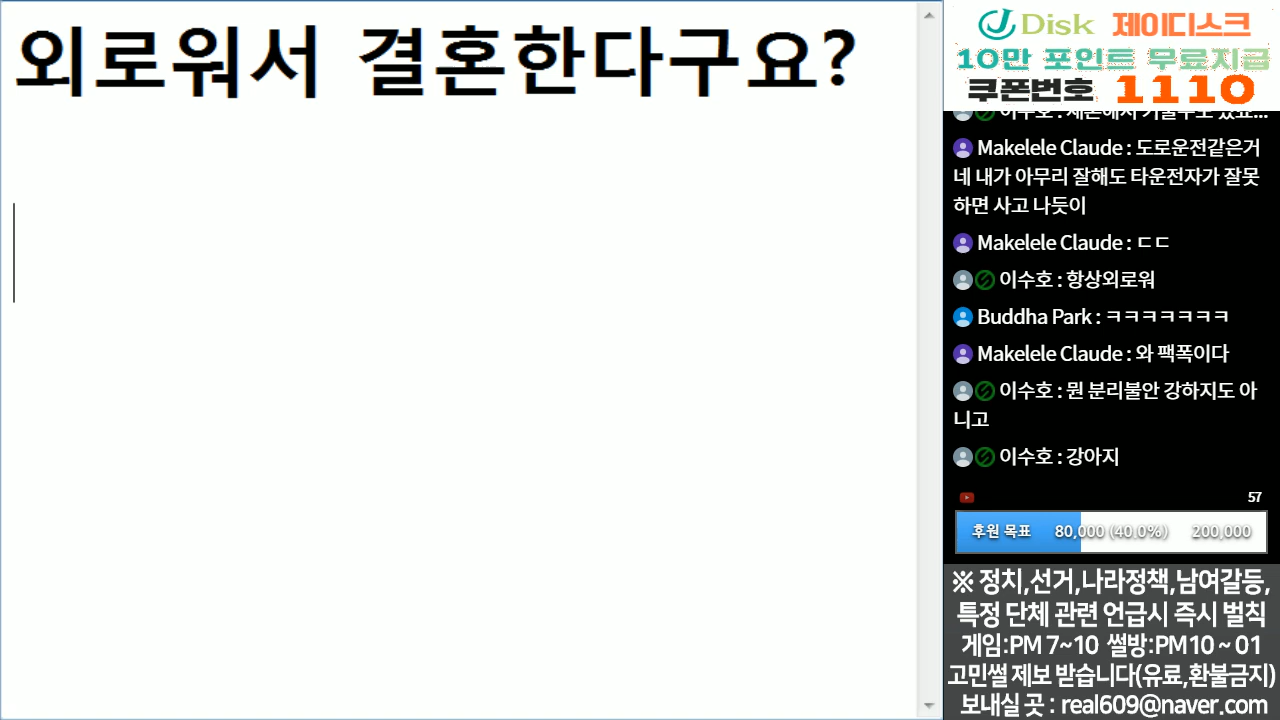 외로워서 결혼한다구요?
Disk 제이디스크
10만 포인트 무료지급
쿠폰번호 1110
Makelele Claude : 도로운전같은거
네 내가 아무리 잘해도 타운전자가 잘못
하면 사고 나듯이
Makelele Claude : ㄷㄷ
이수호 : 항상외로워
Buddha Park : ㅋㅋㅋㅋㅋㅋㅋ
Makelele Claude : 와 팩폭이다
이수호 : 뭔 분리불안 강하지도 아
니고
이수호 : 강아지
57
후원 목표 80,000 (40.0%) 200,000
※ 정치,선거,나라정책,남여갈등,
특정 단체 관련 언급시 즉시 벌칙
게임:PM 7~10 썰방:PM10 ~ 01
고민썰 제보 받습니다(유료,환불금지)
보내실 곳 : real609@naver.com